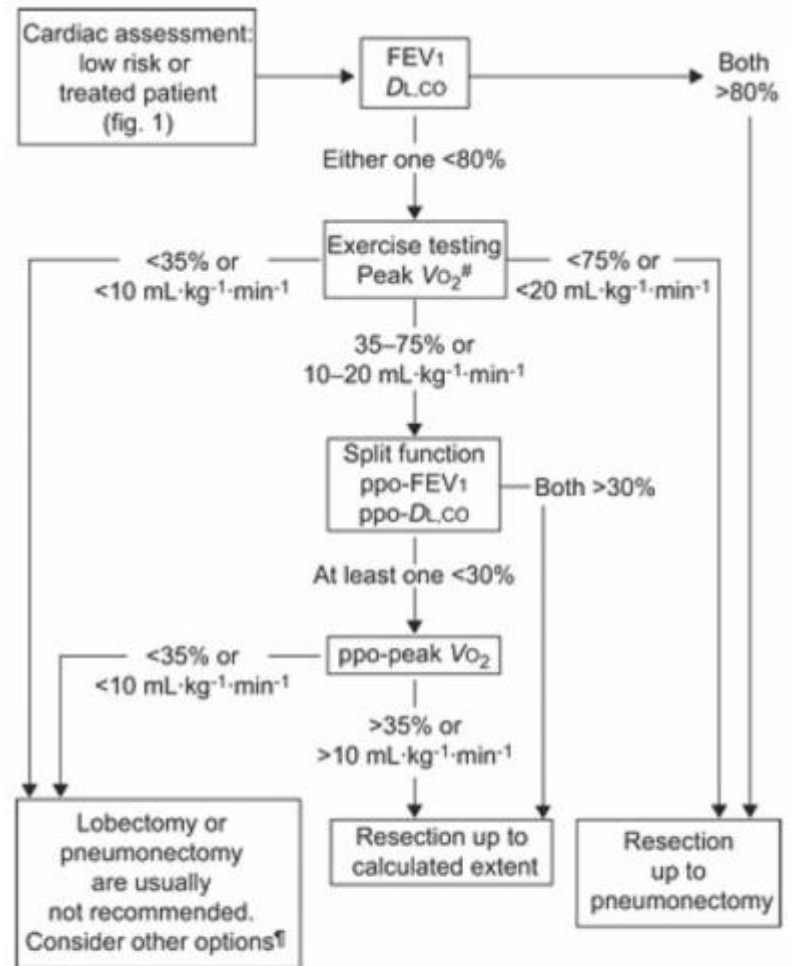 Cardiac assessment:
low risk or
treated patient
(fig. 1)
FEV1
DL,CO
Both
>80%
Either one <80%
Exercise testing
Peak VO2#
<35% or
<10 mL·kg-1·min-1
<75% or
<20 mL·kg-1·min-1
35–75% or
10–20 mL·kg-1·min-1
Split function
ppo-FEV1
ppo-DL,CO
Both >30%
At least one <30%
ppo-peak VO2
<35% or
<10 mL·kg-1·min-1
>35% or
>10 mL·kg-1·min-1
Lobectomy or
pneumonectomy
are usually
not recommended.
Consider other options¶
Resection up to
calculated extent
Resection
up to
pneumonectomy